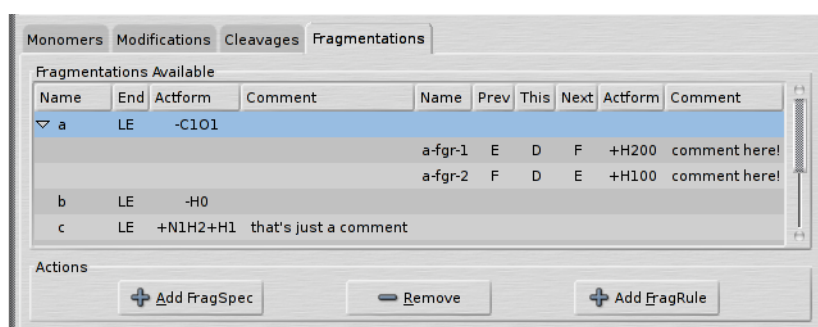 Monomers Modifications Cleavages Fragmentations
Fragmentations Available
Name End Actform Comment Name Prev This Next Actform Comment
a LE -C1O1
a-fgr-1 E D F +H200 comment here!
a-fgr-2 F D E +H100 comment here!
b LE -H0
c LE +N1H2+H1 that's just a comment
Actions
Add FragSpec Remove Add FragRule